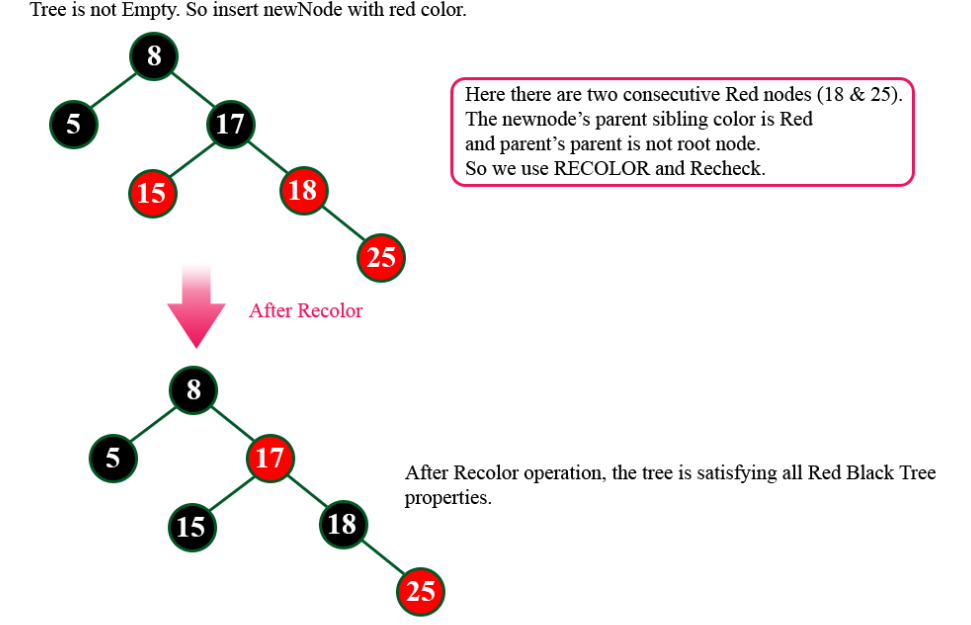 Tree is not Empty. So insert newNode with red color.
8
5
17
15
18
25
Here there are two consecutive Red nodes (18 & 25).
The newnode's parent sibling color is Red
and parent's parent is not root node.
So we use RECOLOR and Recheck.
After Recolor
8
5
17
15
18
25
After Recolor operation, the tree is satisfying all Red Black Tree
properties.